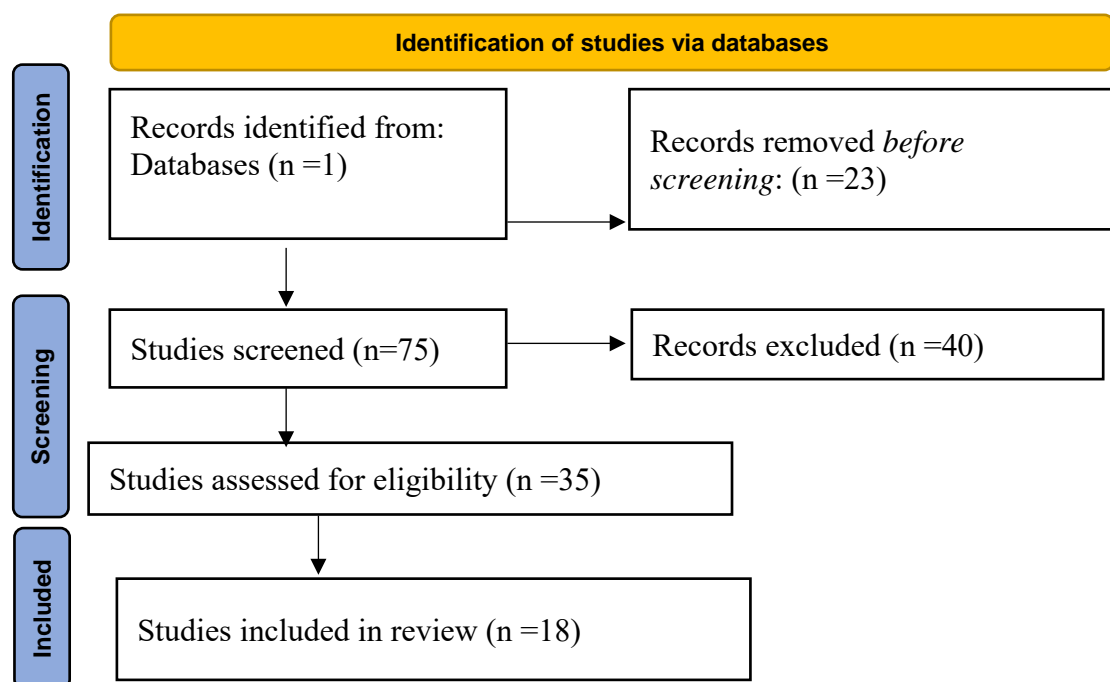 Identification of studies via databases
Identification
Records identified from:
Databases (n =1)
Records removed before
screening: (n =23)
Screening
Studies screened (n=75)
Records excluded (n =40)
Studies assessed for eligibility (n =35)
Included
Studies included in review (n =18)